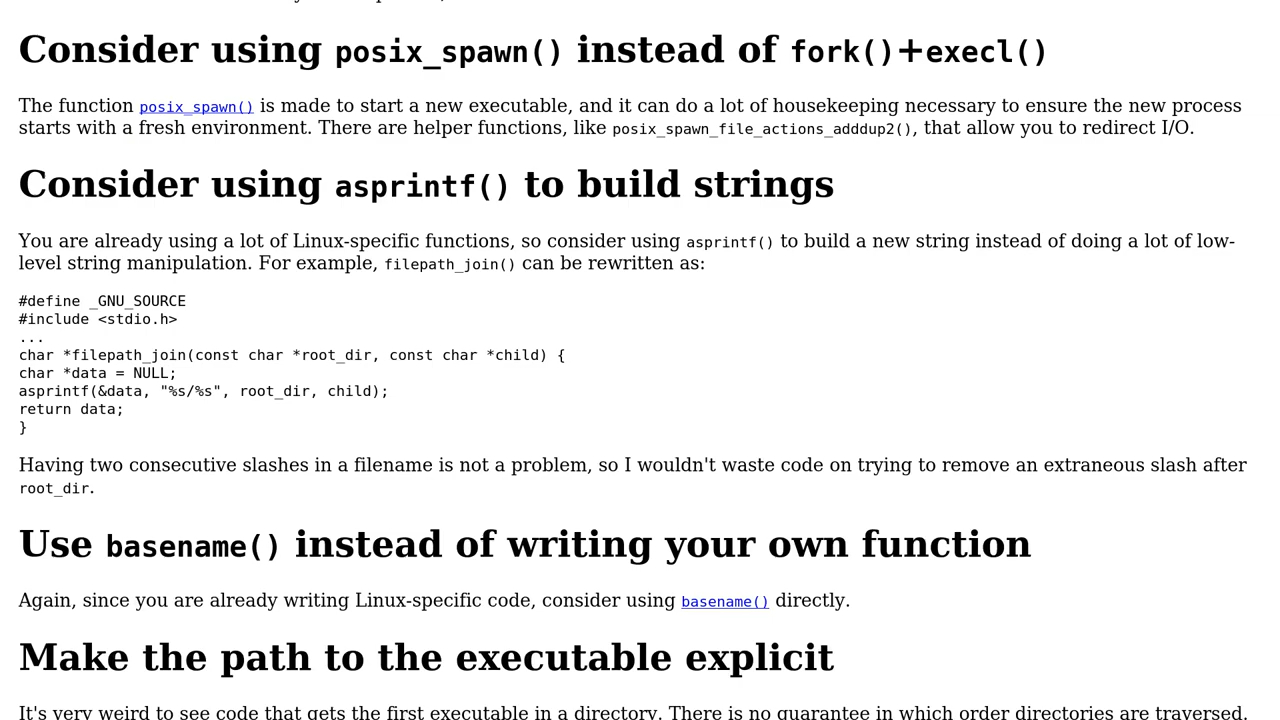 Consider using posix_spawn() instead of fork()+execl()
The function posix_spawn() is made to start a new executable, and it can do a lot of housekeeping necessary to ensure the new process
starts with a fresh environment. There are helper functions, like posix_spawn_file_actions_adddup2(), that allow you to redirect I/O.
Consider using asprintf() to build strings
You are already using a lot of Linux-specific functions, so consider using asprintf() to build a new string instead of doing a lot of low-
level string manipulation. For example, filepath_join() can be rewritten as:
#define _GNU_SOURCE
#include <stdio.h>
...
char *filepath_join(const char *root_dir, const char *child) {
char *data = NULL;
asprintf(&data, "%s/%s", root_dir, child);
return data;
}
Having two consecutive slashes in a filename is not a problem, so I wouldn't waste code on trying to remove an extraneous slash after
root_dir.
Use basename() instead of writing your own function
Again, since you are already writing Linux-specific code, consider using basename() directly.
Make the path to the executable explicit
It's very weird to see code that gets the first executable in a directory. There is no guarantee in which order directories are traversed.